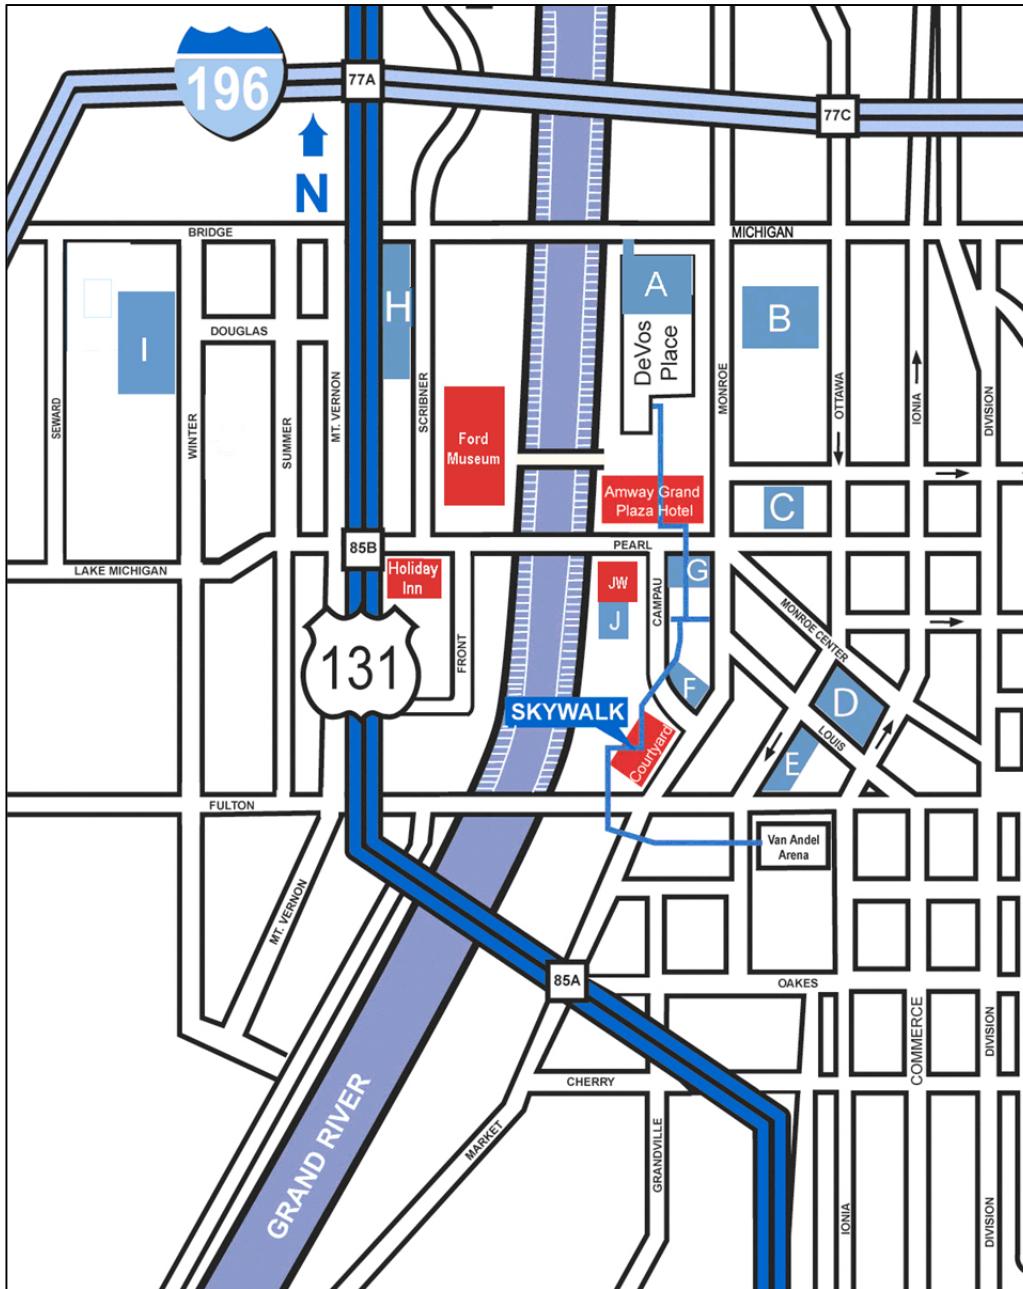 196
77A
77C
N
BRIDGE
MICHIGAN
A
H
B
I
DOUGLAS
DeVos
Place
SEWARD
WINTER
SUMMER
MT. VERNON
SCRIBNER
MONROE
OTTAWA
IONIA
DIVISION
Ford
Museum
Amway Grand
Plaza Hotel
C
85B
PEARL
LAKE MICHIGAN
Holiday
Inn
JW
J
G
CAMPAU
FRONT
MONROE CENTER
131
F
D
SKYWALK
Courtyard
LOUIS
E
FULTON
Van Andel
Arena
MT. VERNON
85A
OAKES
COMMERCE
DIVISION
CHERRY
GRAND RIVER
MARKET
GRANDVILLE
IONIA
DIVISION